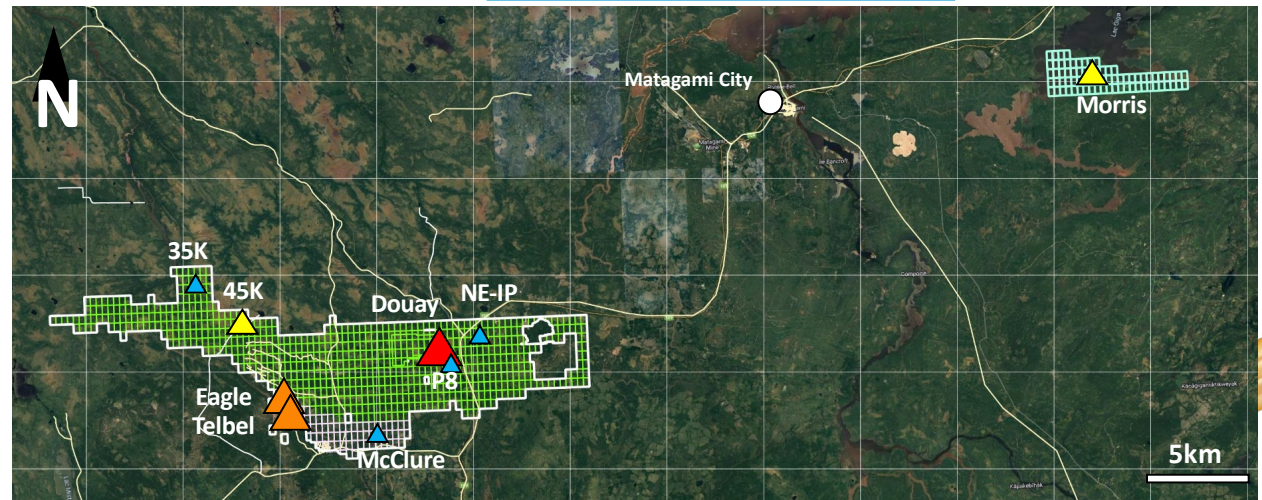 N
Matagami City
Morris
35K
45K
Douay
NE-IP
P8
Eagle
Telbel
McClure
5km